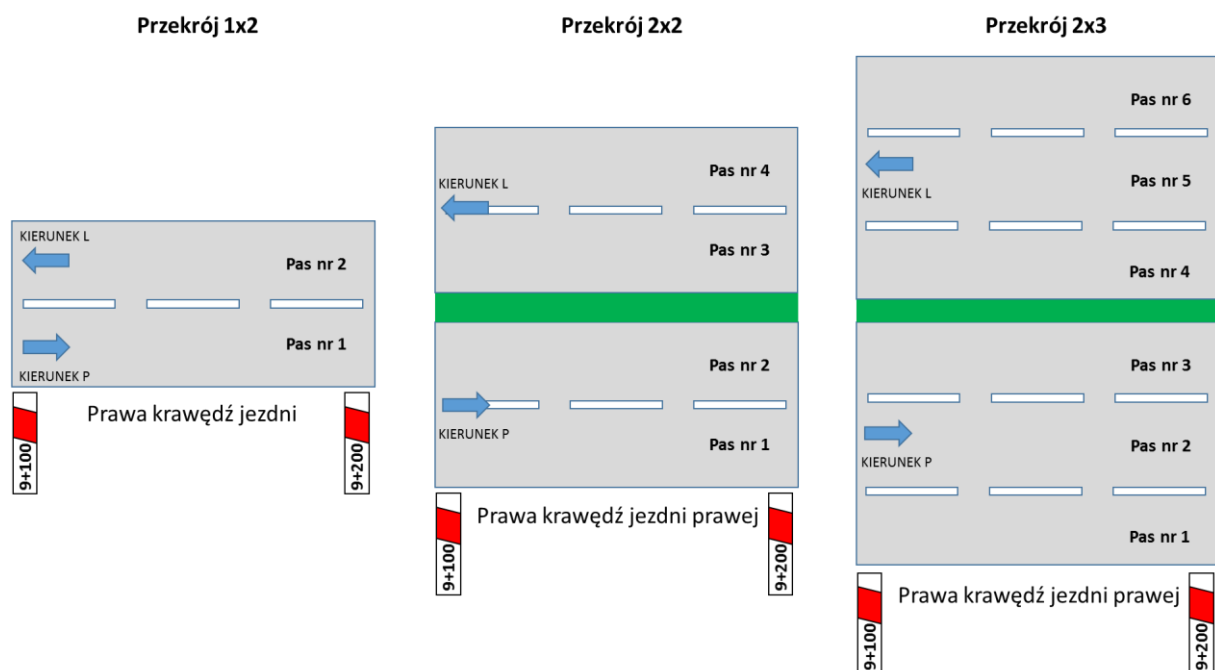 Przekrój 1x2
KIERUNEK L
Pas nr 2
Pas nr 1
KIERUNEK P
Prawa krawędź jezdni
9+100
9+200
Przekrój 2x2
Pas nr 4
KIERUNEK L
Pas nr 3
Pas nr 2
KIERUNEK P
Pas nr 1
Prawa krawędź jezdni prawej
9+100
9+200
Przekrój 2x3
Pas nr 6
KIERUNEK L
Pas nr 5
Pas nr 4
Pas nr 3
Pas nr 2
KIERUNEK P
Pas nr 1
Prawa krawędź jezdni prawej
9+100
9+200